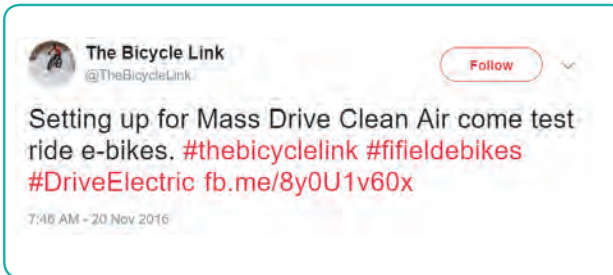 The Bicycle Link
@TheBicycleLink
Follow
Setting up for Mass Drive Clean Air come test
ride e-bikes. #thebicyclelink #fifieldebikes
#DriveElectric fb.me/8y0U1v60x
7:46 AM - 20 Nov 2016